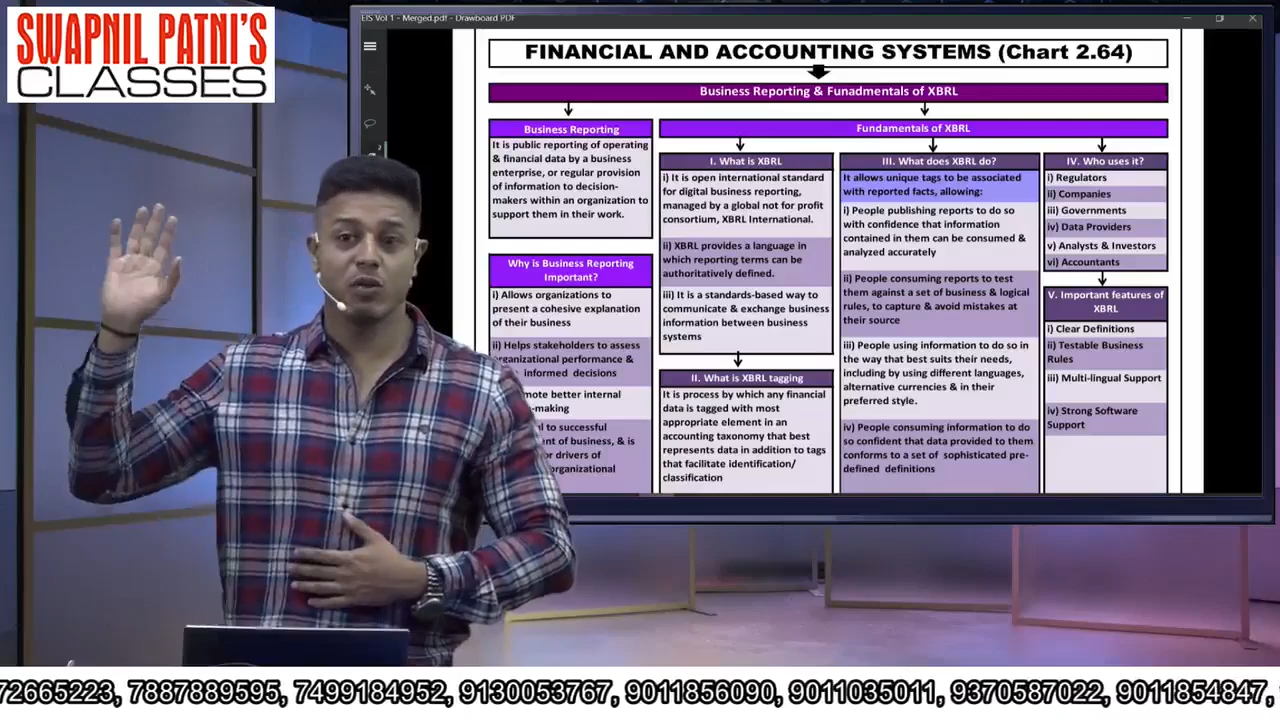 SWAPNIL PATNI'S
CLASSES
EIS Vol 1 - Merged.pdf - Drawboard PDF
FINANCIAL AND ACCOUNTING SYSTEMS (Chart 2.64)
Business Reporting & Funadmentals of XBRL
Business Reporting
It is public reporting of operating
& financial data by a business
enterprise, or regular provision
of information to decision-
makers within an organization to
support them in their work.
Why is Business Reporting
Important?
i) Allows organizations to
present a cohesive explanation
of their business
ii) Helps stakeholders to assess
organizational performance &
informed decisions
better internal
-making
to successful
of business, & is
or drivers of
organizational
Fundamentals of XBRL
I. What is XBRL
i) It is open international standard
for digital business reporting,
managed by a global not for profit
consortium, XBRL International.
ii) XBRL provides a language in
which reporting terms can be
authoritatively defined.
iii) It is a standards-based way to
communicate & exchange business
information between business
systems
II. What is XBRL tagging
It is process by which any financial
data is tagged with most
appropriate element in an
accounting taxonomy that best
represents data in addition to tags
that facilitate identification/
classification
III. What does XBRL do?
It allows unique tags to be associated
with reported facts, allowing:
i) People publishing reports to do so
with confidence that information
contained in them can be consumed &
analyzed accurately
ii) People consuming reports to test
them against a set of business & logical
rules, to capture & avoid mistakes at
their source
iii) People using information to do so in
the way that best suits their needs,
including by using different languages,
alternative currencies & in their
preferred style.
iv) People consuming information to do
so confident that data provided to them
conforms to a set of sophisticated pre-
defined definitions
IV. Who uses it?
i) Regulators
ii) Companies
iii) Governments
iv) Data Providers
v) Analysts & Investors
vi) Accountants
V. Important features of
XBRL
i) Clear Definitions
ii) Testable Business
Rules
iii) Multi-lingual Support
iv) Strong Software
Support
72665223, 7887889595, 7499184952, 9130053767, 9011856090, 9011035011, 9370587022, 9011854847,